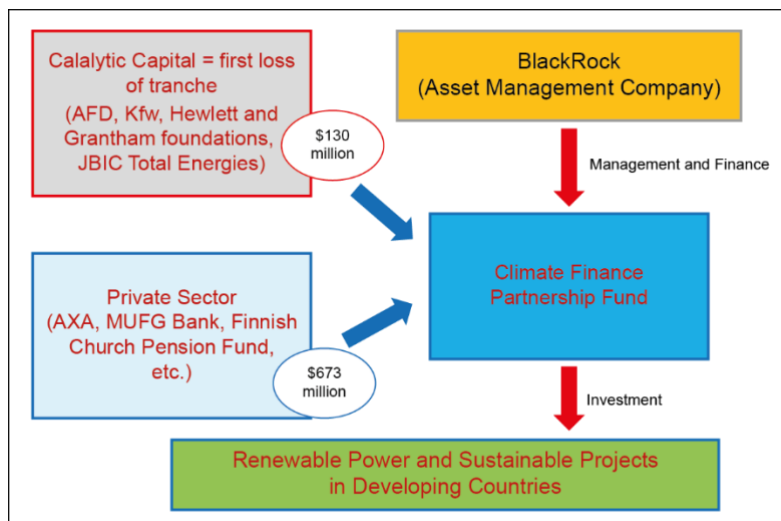 Calalytic Capital = first loss
of tranche
(AFD, Kfw, Hewlett and
Grantham foundations,
JBIC Total Energies)
$130
million
BlackRock
(Asset Management Company)
Management and Finance
Private Sector
(AXA, MUFG Bank, Finnish
Church Pension Fund,
etc.)
$673
million
Climate Finance
Partnership Fund
Investment
Renewable Power and Sustainable Projects
in Developing Countries